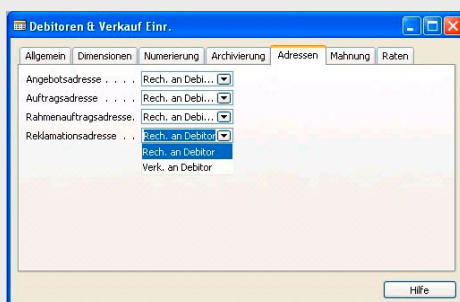 Debitoren & Verkauf Einr.
Allgemein Dimensionen Numerierung Archivierung Adressen Mahnung Raten
Angebotsadresse . . . . Rech. an Debi...
Auftragsadresse . . . . Rech. an Debi...
Rahmenauftragsadresse. Rech. an Debi...
Reklamationsadresse . . Rech. an Debitor
Rech. an Debitor
Verk. an Debitor
Hilfe